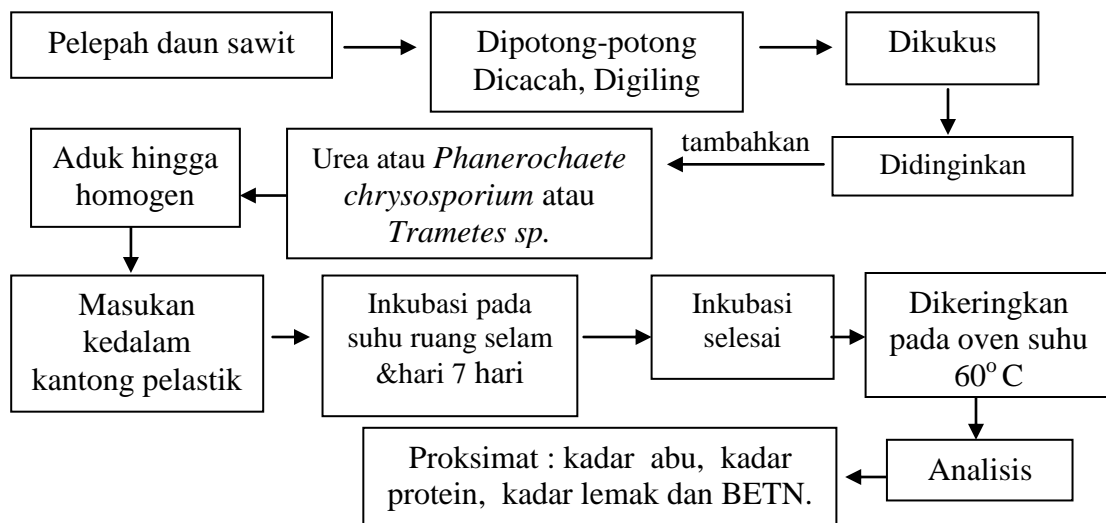 Pelepah daun sawit
Dipotong-potong
Dicacah, Digiling
Dikukus
Didinginkan
tambahkan
Urea atau Phanerochaete
chrysosporium atau
Trametes sp.
Aduk hingga
homogen
Masukan
kedalam
kantong pelastik
Inkubasi pada
suhu ruang selam
&hari 7 hari
Inkubasi
selesai
Dikeringkan
pada oven suhu
60° C
Analisis
Proksimat : kadar abu, kadar
protein, kadar lemak dan BETN.